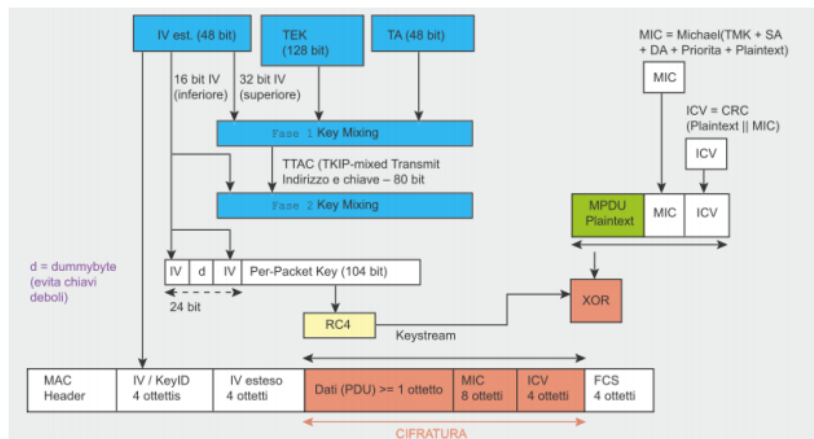 IV est. (48 bit)
TEK
(128 bit)
TA (48 bit)
MIC = Michael(TMK + SA
+ DA + Priorita + Plaintext)
16 bit IV
(inferiore)
32 bit IV
(superiore)
MIC
ICV = CRC
(Plaintext || MIC)
Fase 1 Key Mixing
ICV
TTAC (TKIP-mixed Transmit
Indirizzo e chiave – 80 bit
Fase 2 Key Mixing
MPDU
Plaintext
MIC
ICV
d = dummybyte
(evita chiavi
deboli)
IV
d
IV
Per-Packet Key (104 bit)
24 bit
XOR
RC4
Keystream
MAC
Header
IV / KeyID
4 ottettis
IV esteso
4 ottetti
Dati (PDU) >= 1 ottetto
MIC
8 ottetti
ICV
4 ottetti
FCS
4 ottetti
CIFRATURA